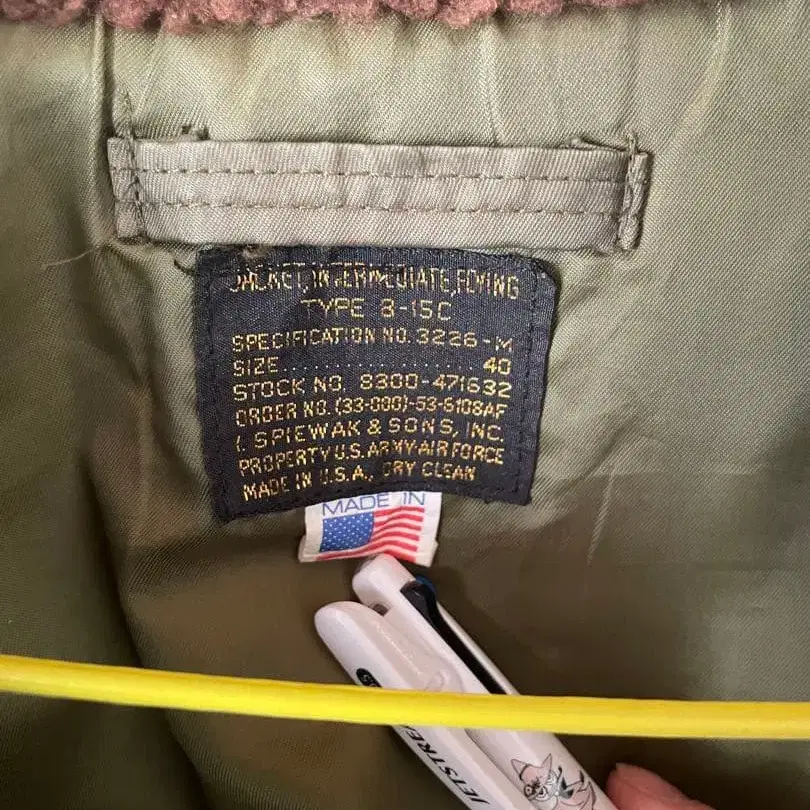 JACKET, INTERMEDIATE, FLYING
TYPE B-15C
SPECIFICATION NO. 3226-M
SIZE.......................40
STOCK NO. 8300-471632
ORDER NO. (33-000)-53-6108AF
I. SPIEWAK & SONS, INC.
PROPERTY U.S. ARMY AIR FORCE
MADE IN U.S.A., DRY CLEAN
MADE IN
JETSTREAM